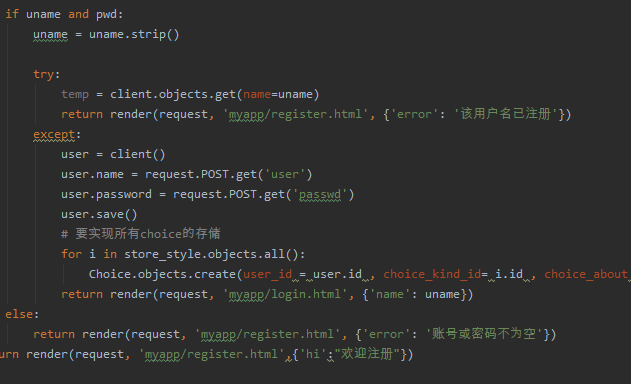 if uname and pwd:
uname = uname.strip()
try:
temp = client.objects.get(name=uname)
return render(request, 'myapp/register.html', {'error': '该用户名已注册'})
except:
user = client()
user.name = request.POST.get('user')
user.password = request.POST.get('passwd')
user.save()
# 要实现所有choice的存储
for i in store_style.objects.all():
Choice.objects.create(user_id = user.id , choice_kind_id= i.id , choice_about
return render(request, 'myapp/login.html', {'name': uname})
else:
return render(request, 'myapp/register.html', {'error': '账号或密码不为空'})
urn render(request, 'myapp/register.html',{'hi':"欢迎注册"})